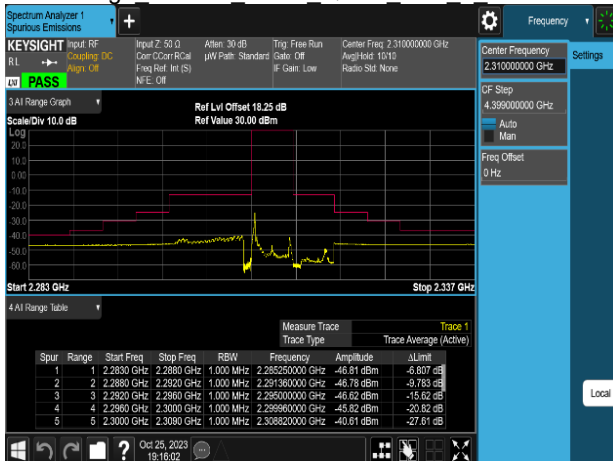 Spectrum Analyzer 1
Spurious Emissions
Frequency
KEYSIGHT Input: RF
RL
Coupling: DC
Align: Off
Input Z: 50 Ω
Corr CCorr RCal
Freq Ref: Int (S)
NFE: Off
Atten: 30 dB
µW Path: Standard
Trig: Free Run
Gate: Off
IF Gain: Low
Center Freq: 2.310000000 GHz
Avg|Hold: 10/10
Radio Std: None
LXI PASS
Center Frequency
2.310000000 GHz
Settings
CF Step
4.399000000 GHz
Auto
Man
Freq Offset
0 Hz
Local
3 All Range Graph
Scale/Div 10.0 dB
Ref Lvl Offset 18.25 dB
Ref Value 30.00 dBm
Log
20.0
10.0
0.00
-10.0
-20.0
-30.0
-40.0
-50.0
-60.0
Start 2.283 GHz
Stop 2.337 GHz
4 All Range Table
Measure Trace Trace 1
Trace Type Trace Average (Active)
Spur Range Start Freq Stop Freq RBW Frequency Amplitude ΔLimit
1 1 2.2830 GHz 2.2880 GHz 1.000 MHz 2.285250000 GHz -46.81 dBm -6.807 dB
2 2 2.2880 GHz 2.2920 GHz 1.000 MHz 2.291360000 GHz -46.78 dBm -9.783 dB
3 3 2.2920 GHz 2.2960 GHz 1.000 MHz 2.295000000 GHz -46.62 dBm -15.62 dB
4 4 2.2960 GHz 2.3000 GHz 1.000 MHz 2.299960000 GHz -45.82 dBm -20.82 dB
5 5 2.3000 GHz 2.3090 GHz 1.000 MHz 2.308820000 GHz -40.61 dBm -27.61 dB
Oct 25, 2023
19:16:02